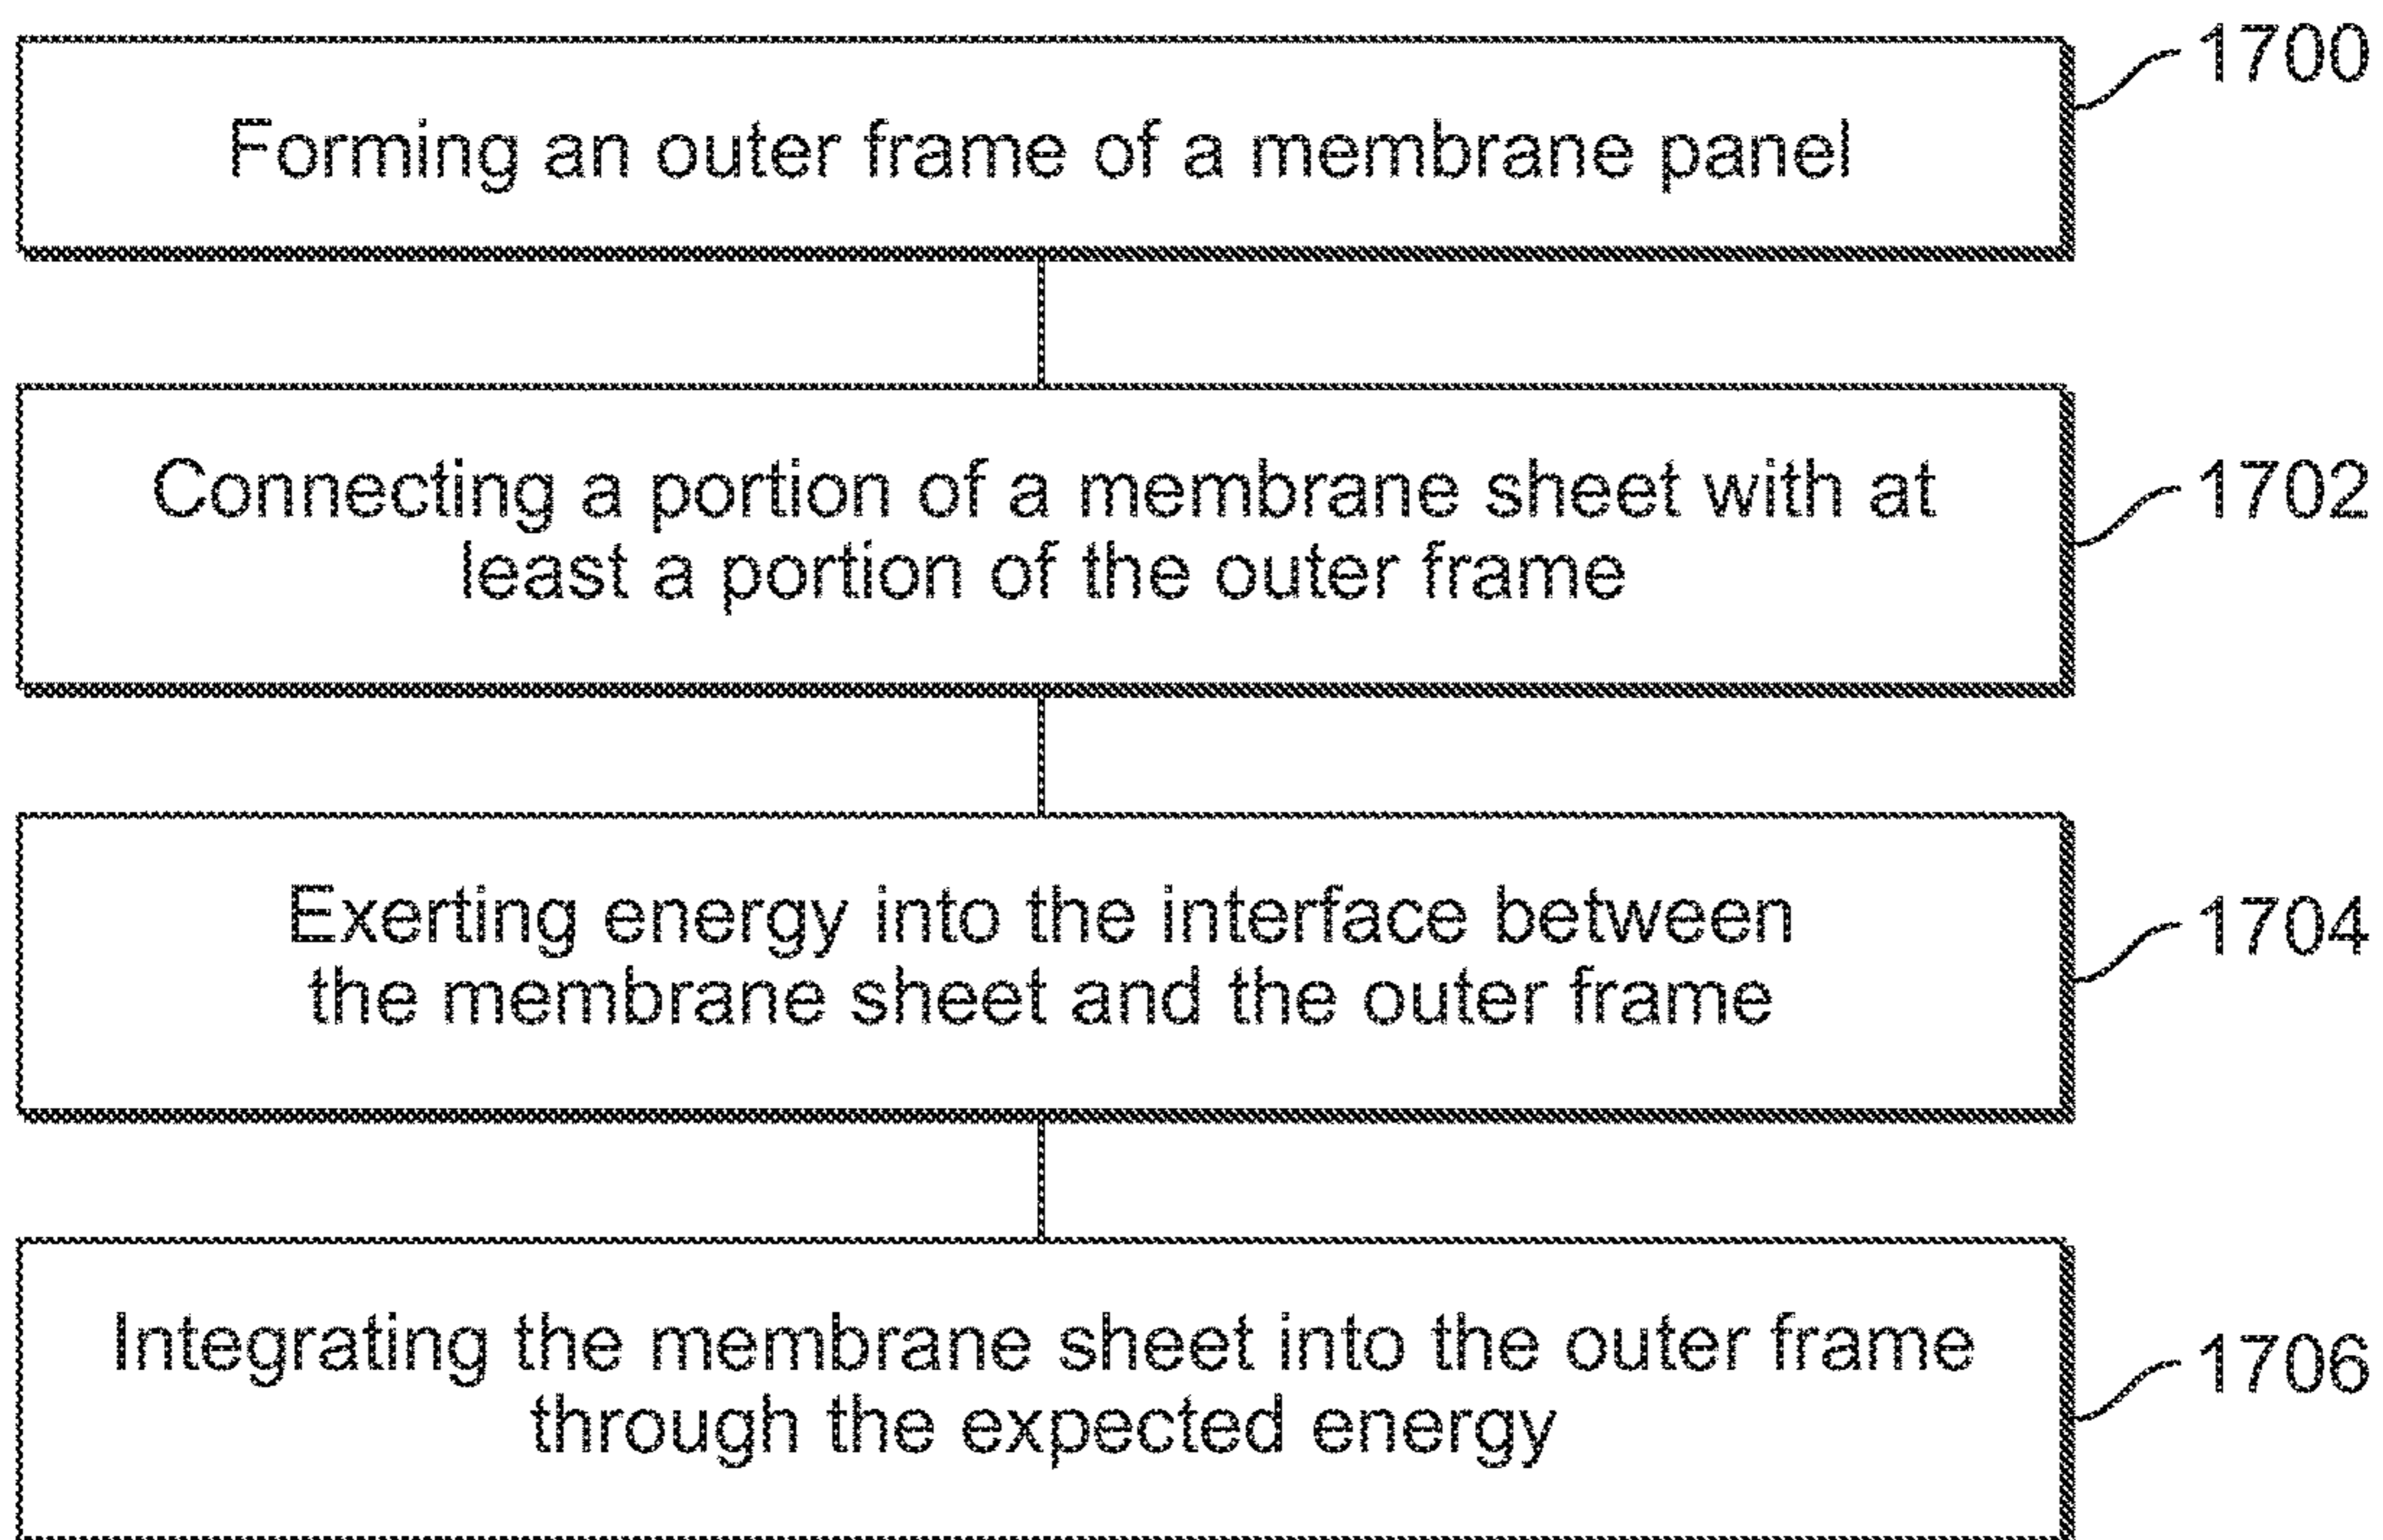 Forming an outer frame of a membrane panel
1700
Connecting a portion of a membrane sheet with at
least a portion of the outer frame
1702
Exerting energy into the interface between
the membrane sheet and the outer frame
1704
Integrating the membrane sheet into the outer frame
through the expected energy
1706